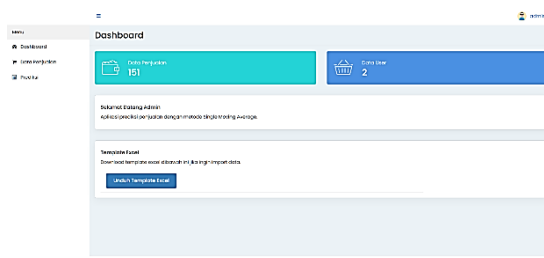 admin
Menu
Dashboard
Dashboard
Data Penjualan
Prediksi
Data Penjualan
151
Data User
2
Selamat Datang Admin
Aplikasi prediksi penjualan dengan metode Single Moving Average.
Template Excel
Download template excel dibawah ini jika ingin import data.
Unduh Template Excel